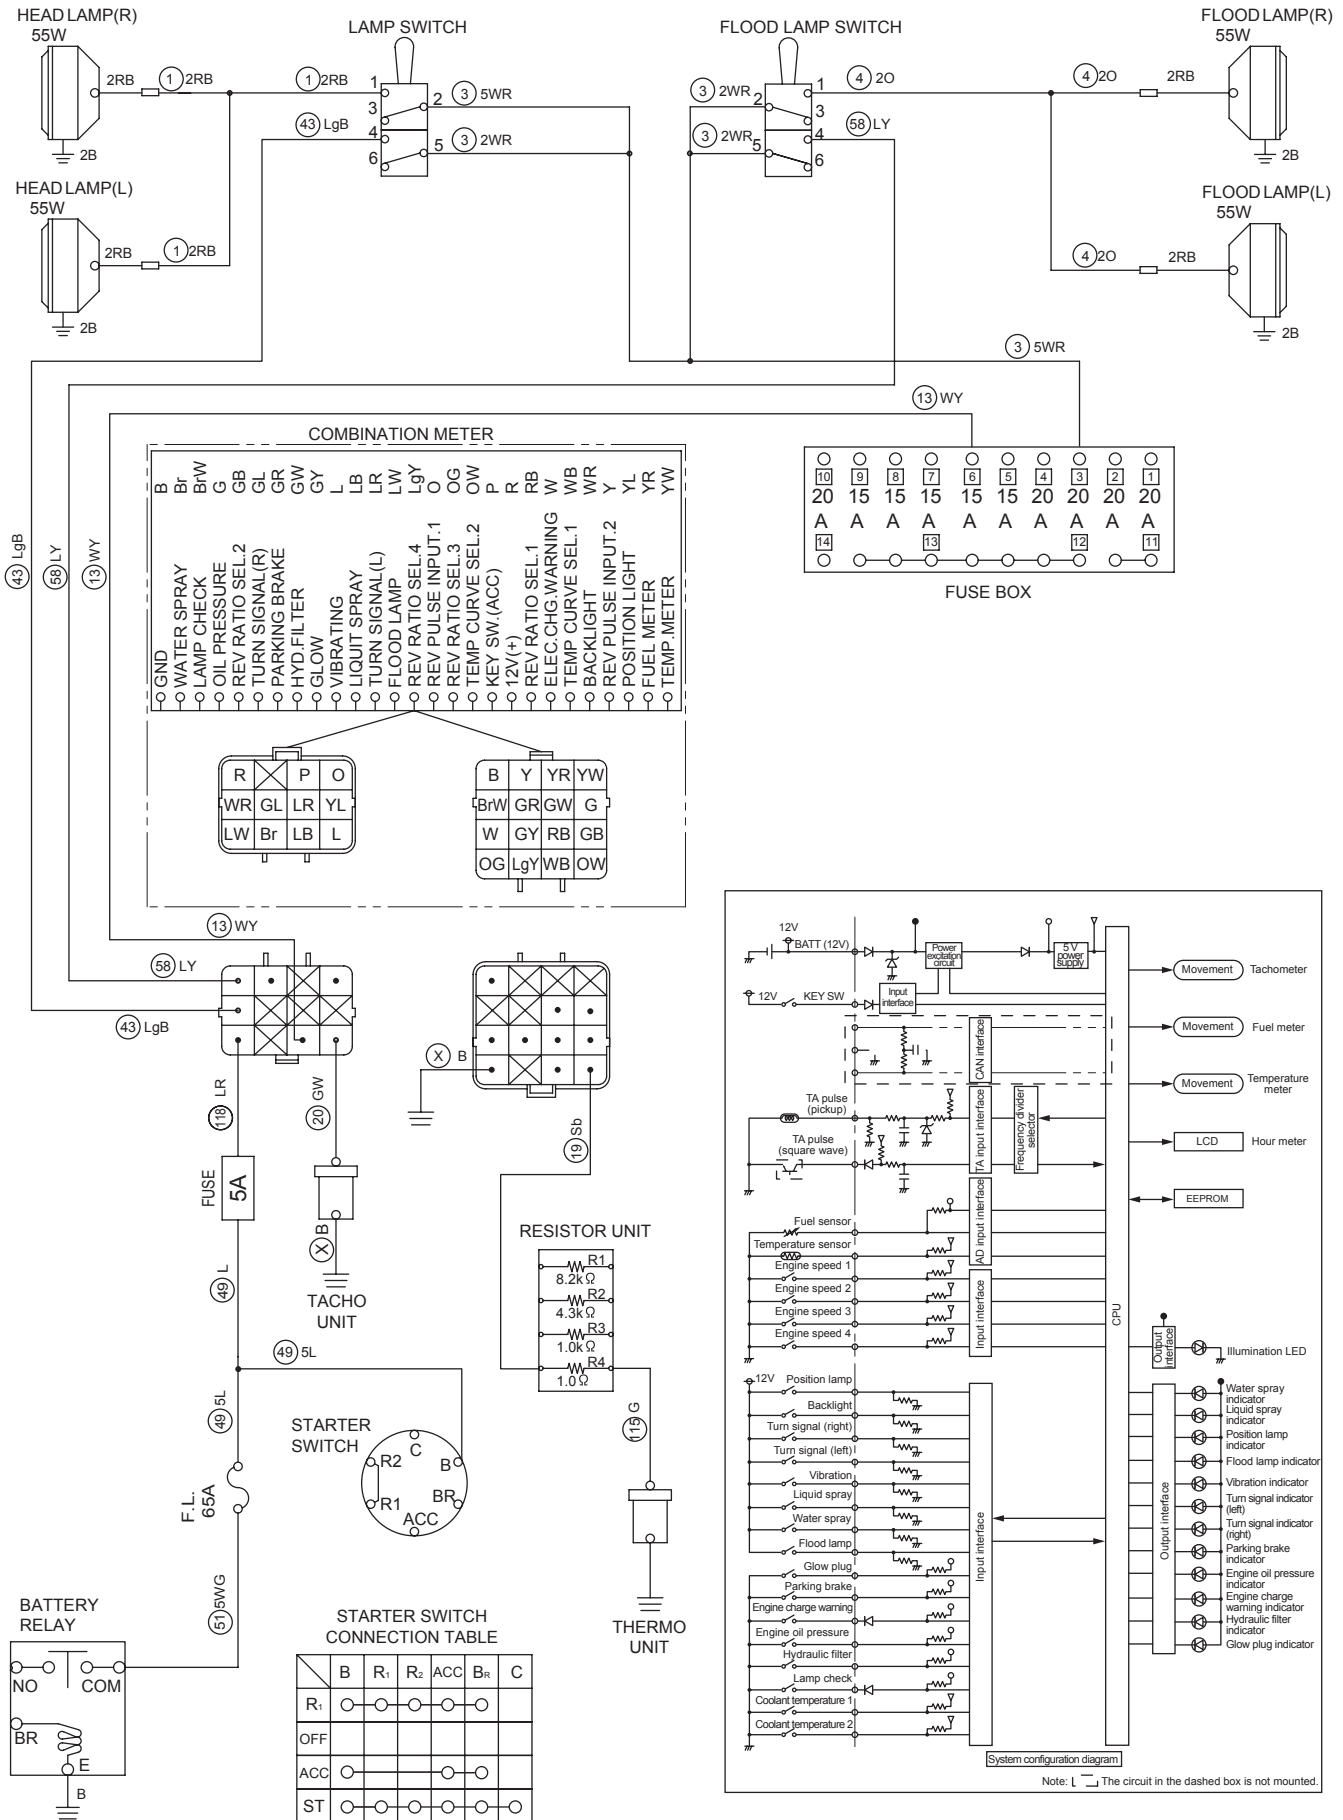 HEAD LAMP(R)
55W
LAMP SWITCH
FLOOD LAMP SWITCH
FLOOD LAMP(R)
55W
2RB
1 2RB
1 2RB
1
2
3
4
5
6
3 5WR
43 LgB
3 2WR
3 2WR
3 2WR
1
2
3
4
5
6
4 2O
58 LY
4 2O
2RB
2B
2B
HEAD LAMP(L)
55W
2RB
1 2RB
2B
FLOOD LAMP(L)
55W
4 2O
2RB
2B
3 5WR
13 WY
43 LgB
58 LY
13 WY
COMBINATION METER
B Br BrW G GB GL GR GW GY L LB LR LW LgY O OG OW P R RB W WB WR Y YL YR YW
GND
WATER SPRAY
LAMP CHECK
OIL PRESSURE
REV RATIO SEL.2
TURN SIGNAL(R)
PARKING BRAKE
HYD.FILTER
GLOW
VIBRATING
LIQUIT SPRAY
TURN SIGNAL(L)
FLOOD LAMP
REV RATIO SEL.4
REV PULSE INPUT.1
REV RATIO SEL.3
TEMP CURVE SEL.2
KEY SW.(ACC)
12V(+)
REV RATIO SEL.1
ELEC.CHG.WARNING
TEMP CURVE SEL.1
BACKLIGHT
REV PULSE INPUT.2
POSITION LIGHT
FUEL METER
TEMP.METER
10 9 8 7 6 5 4 3 2 1
20 15 15 15 15 15 20 20 20 20
A A A A A A A A A A
14 13 12 11
FUSE BOX
R P O
WR GL LR YL
LW Br LB L
B Y YR YW
BrW GR GW G
W GY RB GB
OG LgY WB OW
13 WY
58 LY
43 LgB
X B
118 LR
20 GW
19 Sb
FUSE
5A
X B
TACHO
UNIT
RESISTOR UNIT
R1
8.2kΩ
R2
4.3kΩ
R3
1.0kΩ
R4
1.0Ω
49 L
49 5L
49 5L
115 G
STARTER
SWITCH
C
R2
B
R1
BR
ACC
F.L.
65A
51 5WG
THERMO
UNIT
BATTERY
RELAY
NO
COM
BR
E
B
STARTER SWITCH
CONNECTION TABLE
B R1 R2 ACC BR C
R1
OFF
ACC
ST
12V
BATT (12V)
Power
excitation
circuit
5 V
power
supply
12V
KEY SW
Input
interface
CAN interface
TA pulse
(pickup)
TA pulse
(square wave)
TA input interface
Frequency divider
selector
Fuel sensor
Temperature sensor
AD input interface
Engine speed 1
Engine speed 2
Engine speed 3
Engine speed 4
Input interface
CPU
12V
Position lamp
Backlight
Turn signal (right)
Turn signal (left)
Vibration
Liquid spray
Water spray
Flood lamp
Glow plug
Parking brake
Engine charge warning
Engine oil pressure
Hydraulic filter
Lamp check
Coolant temperature 1
Coolant temperature 2
Input interface
Movement
Tachometer
Movement
Fuel meter
Movement
Temperature
meter
LCD
Hour meter
EEPROM
Output
interface
Illumination LED
Output interface
Water spray
indicator
Liquid spray
indicator
Position lamp
indicator
Flood lamp indicator
Vibration indicator
Turn signal indicator
(left)
Turn signal indicator
(right)
Parking brake
indicator
Engine oil pressure
indicator
Engine charge
warning indicator
Hydraulic filter
indicator
Glow plug indicator
System configuration diagram
Note: The circuit in the dashed box is not mounted.